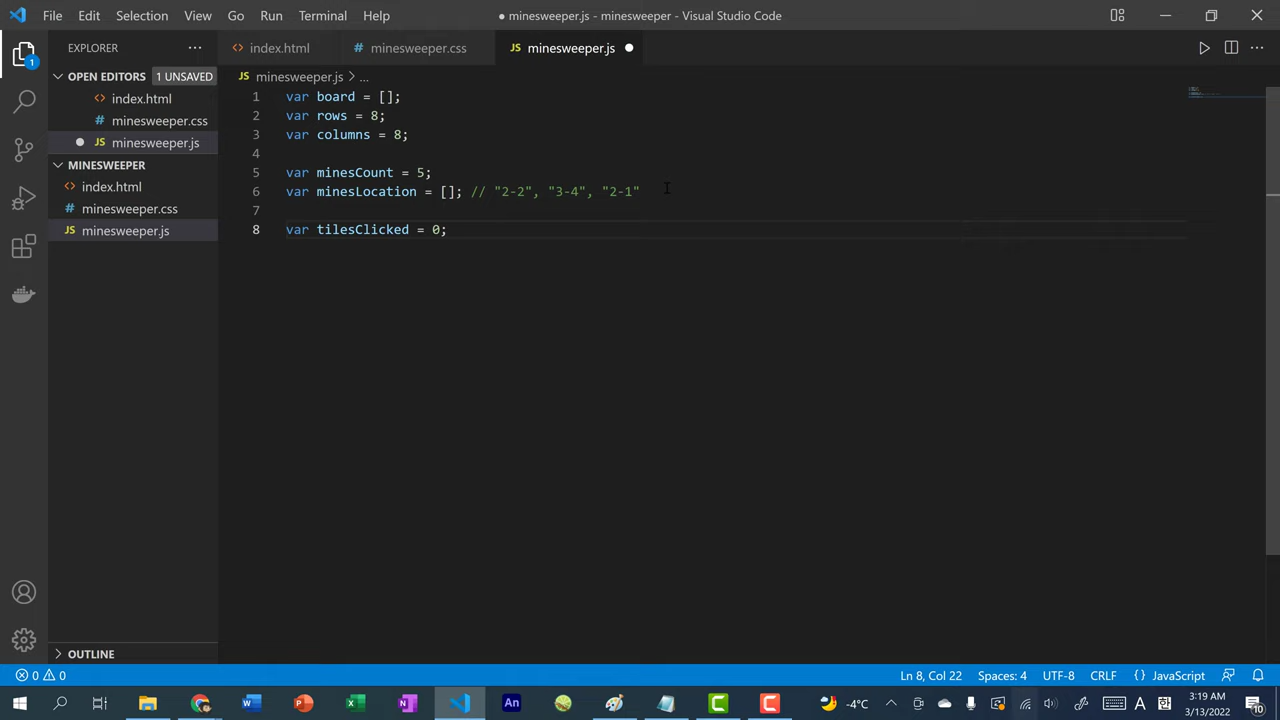 File Edit Selection View Go Run Terminal Help
● minesweeper.js - minesweeper - Visual Studio Code
EXPLORER
OPEN EDITORS 1 UNSAVED
index.html
minesweeper.css
minesweeper.js
MINESWEEPER
index.html
minesweeper.css
minesweeper.js
OUTLINE
index.html minesweeper.css minesweeper.js
minesweeper.js > ...
1 var board = [];
2 var rows = 8;
3 var columns = 8;
4
5 var minesCount = 5;
6 var minesLocation = []; // "2-2", "3-4", "2-1"
7
8 var tilesClicked = 0;
0 0 Ln 8, Col 22 Spaces: 4 UTF-8 CRLF {} JavaScript
-4°C 3:19 AM
3/13/2022